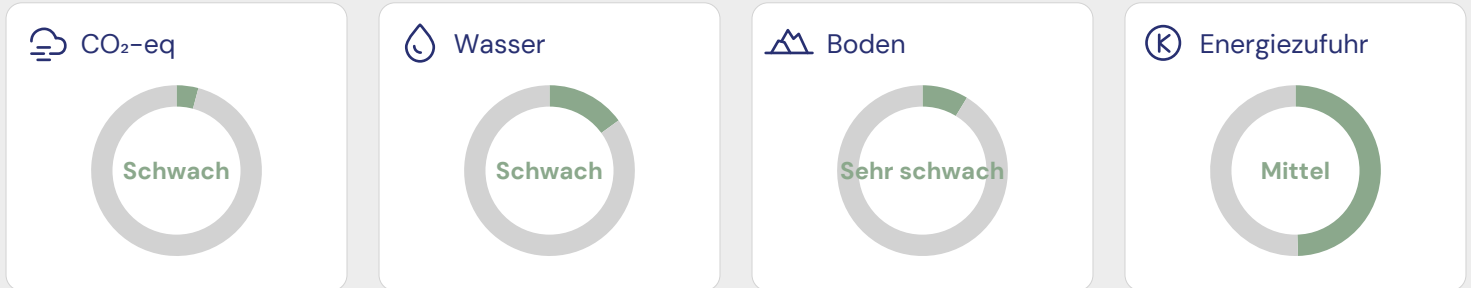 CO₂-eq
Schwach
Wasser
Schwach
Boden
Sehr schwach
K Energiezufuhr
Mittel